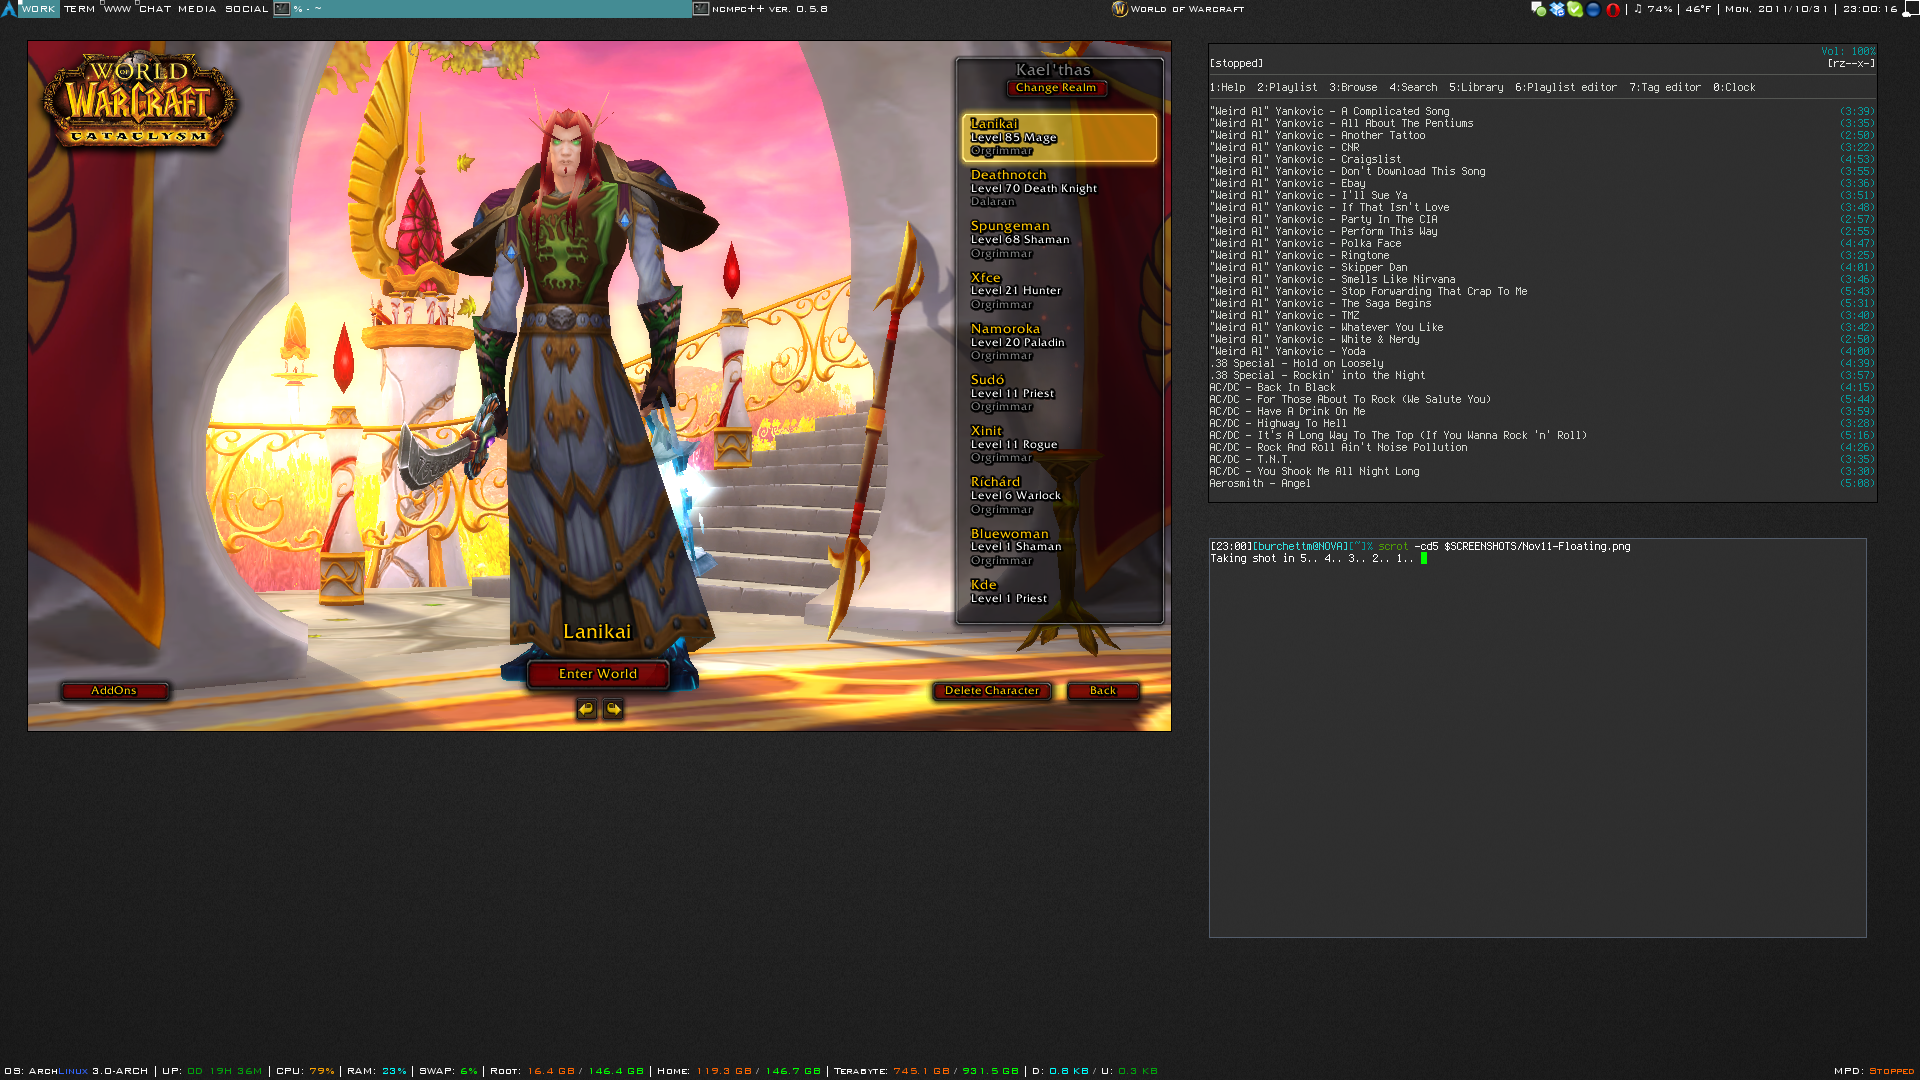 WORK TERM WWW CHAT MEDIA SOCIAL % - ~ NCMPC++ VER. 0.5.8 WORLD OF WARCRAFT | ♫ 74% | 46°F | MON, 2011/10/31 | 23:00:16
WORLD OF WARCRAFT
CATACLYSM
Kael'thas
Change Realm
Lanikai
Level 85 Mage
Orgrimmar
Deathnotch
Level 70 Death Knight
Dalaran
Spungeman
Level 68 Shaman
Orgrimmar
Xfce
Level 21 Hunter
Orgrimmar
Namoroka
Level 20 Paladin
Orgrimmar
Sudó
Level 11 Priest
Orgrimmar
Xinit
Level 11 Rogue
Orgrimmar
Ríchárd
Level 6 Warlock
Orgrimmar
Bluewoman
Level 1 Shaman
Orgrimmar
Kde
Level 1 Priest
Lanikai
Enter World
AddOns
Delete Character
Back
Vol: 100%
[stopped] [rz--x-]
1:Help 2:Playlist 3:Browse 4:Search 5:Library 6:Playlist editor 7:Tag editor 0:Clock
"Weird Al" Yankovic - A Complicated Song (3:39)
"Weird Al" Yankovic - All About The Pentiums (3:35)
"Weird Al" Yankovic - Another Tattoo (2:50)
"Weird Al" Yankovic - CNR (3:22)
"Weird Al" Yankovic - Craigslist (4:53)
"Weird Al" Yankovic - Don't Download This Song (3:55)
"Weird Al" Yankovic - Ebay (3:36)
"Weird Al" Yankovic - I'll Sue Ya (3:51)
"Weird Al" Yankovic - If That Isn't Love (3:48)
"Weird Al" Yankovic - Party In The CIA (2:57)
"Weird Al" Yankovic - Perform This Way (2:55)
"Weird Al" Yankovic - Polka Face (4:47)
"Weird Al" Yankovic - Ringtone (3:25)
"Weird Al" Yankovic - Skipper Dan (4:01)
"Weird Al" Yankovic - Smells Like Nirvana (3:46)
"Weird Al" Yankovic - Stop Forwarding That Crap To Me (5:43)
"Weird Al" Yankovic - The Saga Begins (5:31)
"Weird Al" Yankovic - TMZ (3:40)
"Weird Al" Yankovic - Whatever You Like (3:42)
"Weird Al" Yankovic - White & Nerdy (2:50)
"Weird Al" Yankovic - Yoda (4:00)
.38 Special - Hold on Loosely (4:39)
.38 Special - Rockin' into the Night (3:57)
AC/DC - Back In Black (4:15)
AC/DC - For Those About To Rock (We Salute You) (5:44)
AC/DC - Have A Drink On Me (3:59)
AC/DC - Highway To Hell (3:28)
AC/DC - It's A Long Way To The Top (If You Wanna Rock 'n' Roll) (5:16)
AC/DC - Rock And Roll Ain't Noise Pollution (4:26)
AC/DC - T.N.T. (3:35)
AC/DC - You Shook Me All Night Long (3:30)
Aerosmith - Angel (5:08)
[23:00][burchettm@NOVA][~]% scrot -cd5 $SCREENSHOTS/Nov11-Floating.png
Taking shot in 5.. 4.. 3.. 2.. 1..
OS: ARCHLINUX 3.0-ARCH | UP: 0D 19H 36M | CPU: 79% | RAM: 23% | SWAP: 6% | ROOT: 16.4 GB / 146.4 GB | HOME: 119.3 GB / 146.7 GB | TERABYTE: 745.1 GB / 931.5 GB | D: 0.8 KB / U: 0.3 KB MPD: STOPPED